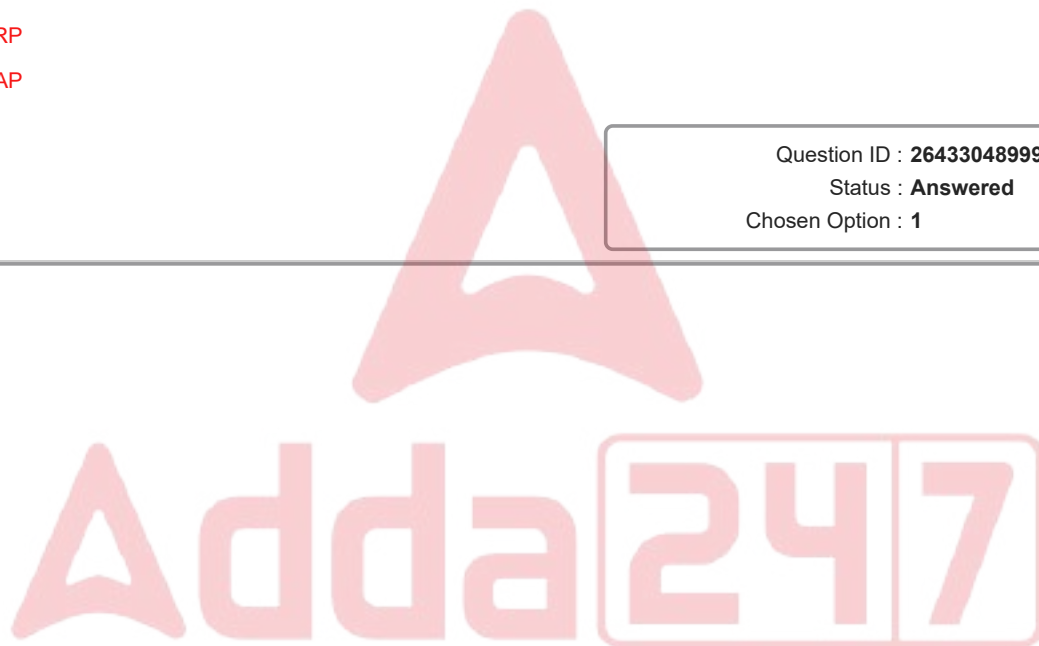 RP
AP
Question ID : 26433048999
Status : Answered
Chosen Option : 1
Adda247